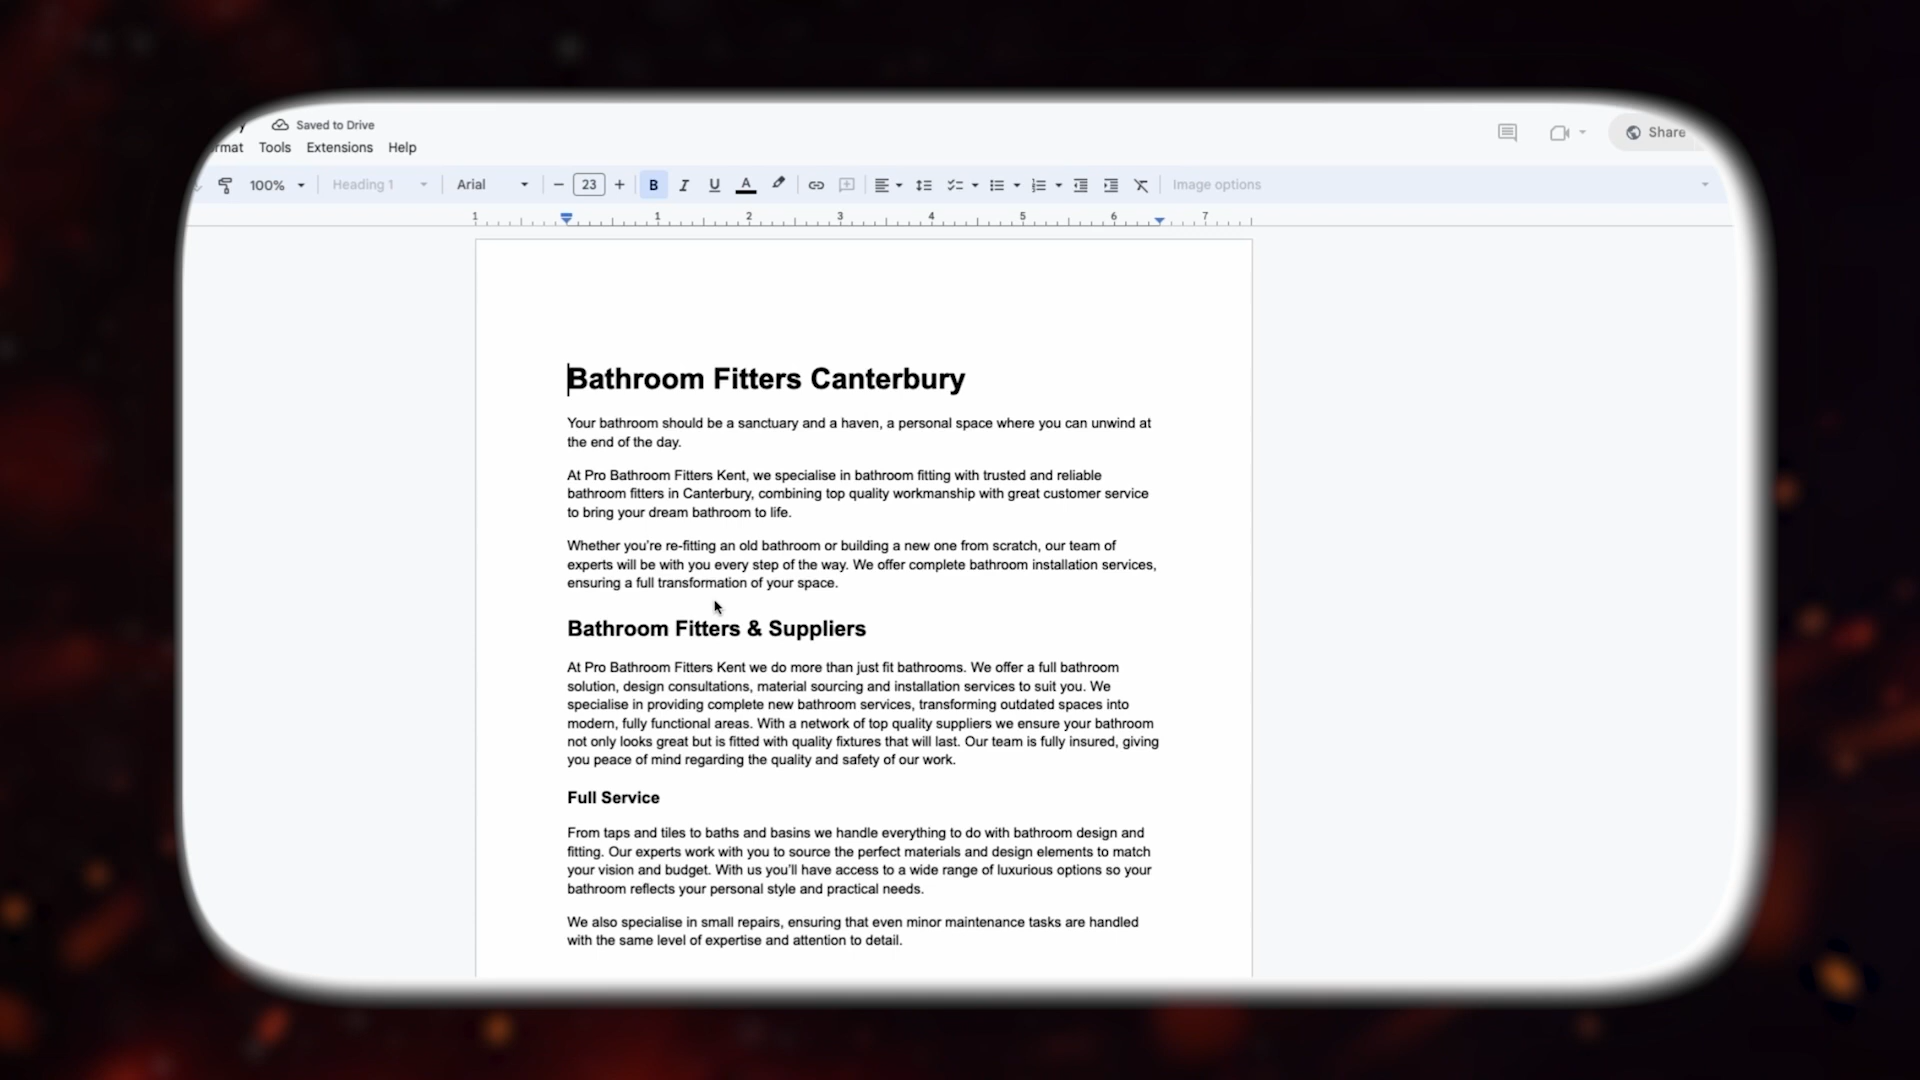 Saved to Drive
Tools Extensions Help
Share
100% Heading 1 Arial 23 B I U A Image options
1 1 2 3 4 5 6 7
Bathroom Fitters Canterbury
Your bathroom should be a sanctuary and a haven, a personal space where you can unwind at
the end of the day.
At Pro Bathroom Fitters Kent, we specialise in bathroom fitting with trusted and reliable
bathroom fitters in Canterbury, combining top quality workmanship with great customer service
to bring your dream bathroom to life.
Whether you’re re-fitting an old bathroom or building a new one from scratch, our team of
experts will be with you every step of the way. We offer complete bathroom installation services,
ensuring a full transformation of your space.
Bathroom Fitters & Suppliers
At Pro Bathroom Fitters Kent we do more than just fit bathrooms. We offer a full bathroom
solution, design consultations, material sourcing and installation services to suit you. We
specialise in providing complete new bathroom services, transforming outdated spaces into
modern, fully functional areas. With a network of top quality suppliers we ensure your bathroom
not only looks great but is fitted with quality fixtures that will last. Our team is fully insured, giving
you peace of mind regarding the quality and safety of our work.
Full Service
From taps and tiles to baths and basins we handle everything to do with bathroom design and
fitting. Our experts work with you to source the perfect materials and design elements to match
your vision and budget. With us you’ll have access to a wide range of luxurious options so your
bathroom reflects your personal style and practical needs.
We also specialise in small repairs, ensuring that even minor maintenance tasks are handled
with the same level of expertise and attention to detail.